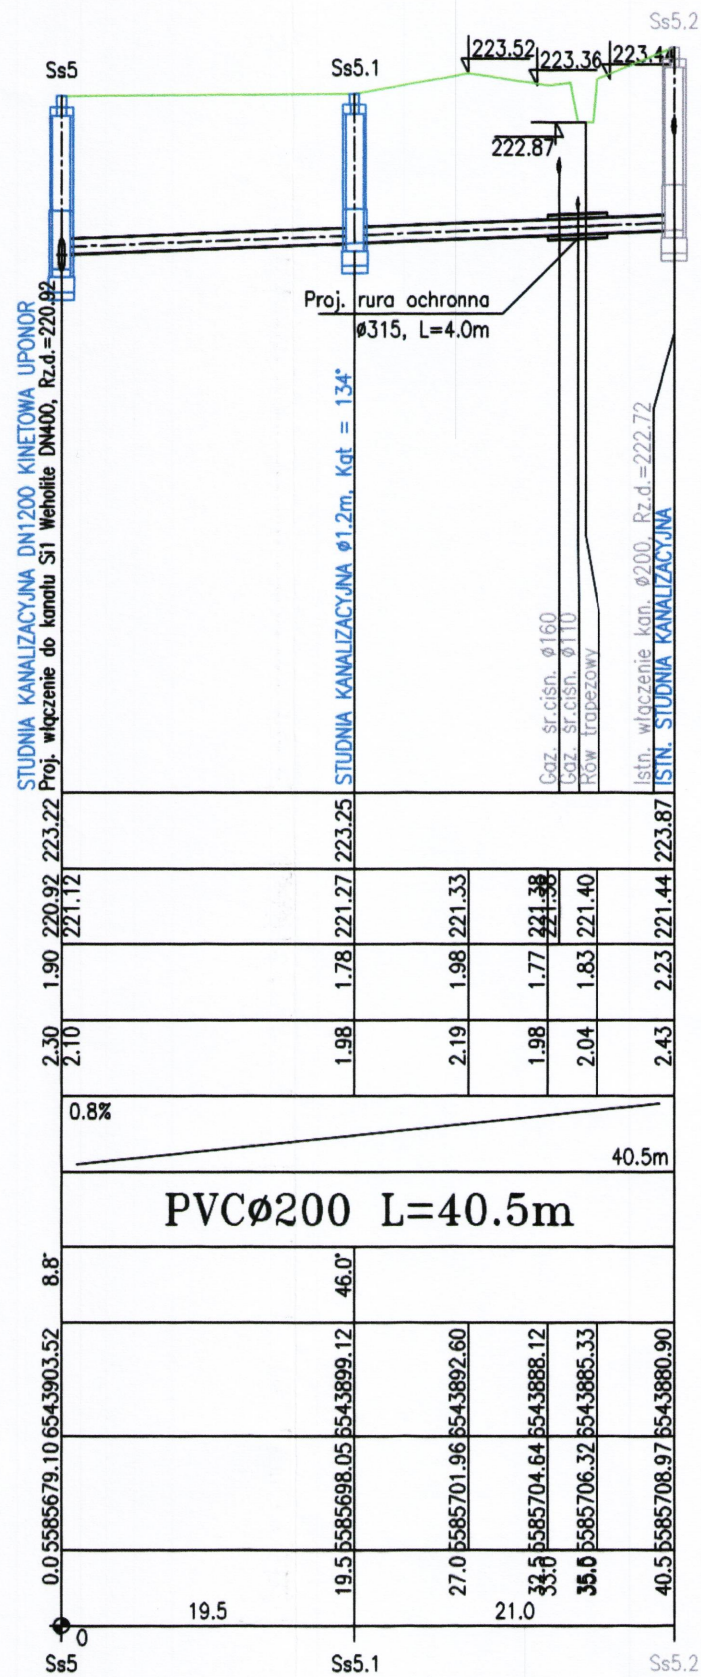 Ss5.2
223.52
223.36
223.44
Ss5
Ss5.1
222.87
Proj. rura ochronna
ø315, L=4.0m
STUDNIA KANALIZACYJNA DN1200 KINETOWA UPONOR
Proj. włączenie do kanału Si1 Weholite DN400, Rz.d.=220.92
STUDNIA KANALIZACYJNA ø1.2m, Kąt = 134°
Gaz. śr.ciśn. ø160
Gaz. śr.ciśn. ø110
Rów trapezowy
Istn. włączenie kan. ø200, Rz.d.=222.72
ISTN. STUDNIA KANALIZACYJNA
223.22
223.25
223.87
220.92
221.12
221.27
221.33
221.38
221.40
221.44
1.90
1.78
1.98
1.77
1.83
2.23
2.30
2.10
1.98
2.19
1.98
2.04
2.43
0.8%
40.5m
PVCø200 L=40.5m
8.8°
46.0°
6543903.52
6543899.12
6543892.60
6543888.12
6543885.33
6543880.90
5585679.10
5585698.05
5585701.96
5585704.64
5585706.32
5585708.97
0.0
19.5
27.0
32.5
33.0
35.0
40.5
19.5
21.0
0
Ss5
Ss5.1
Ss5.2